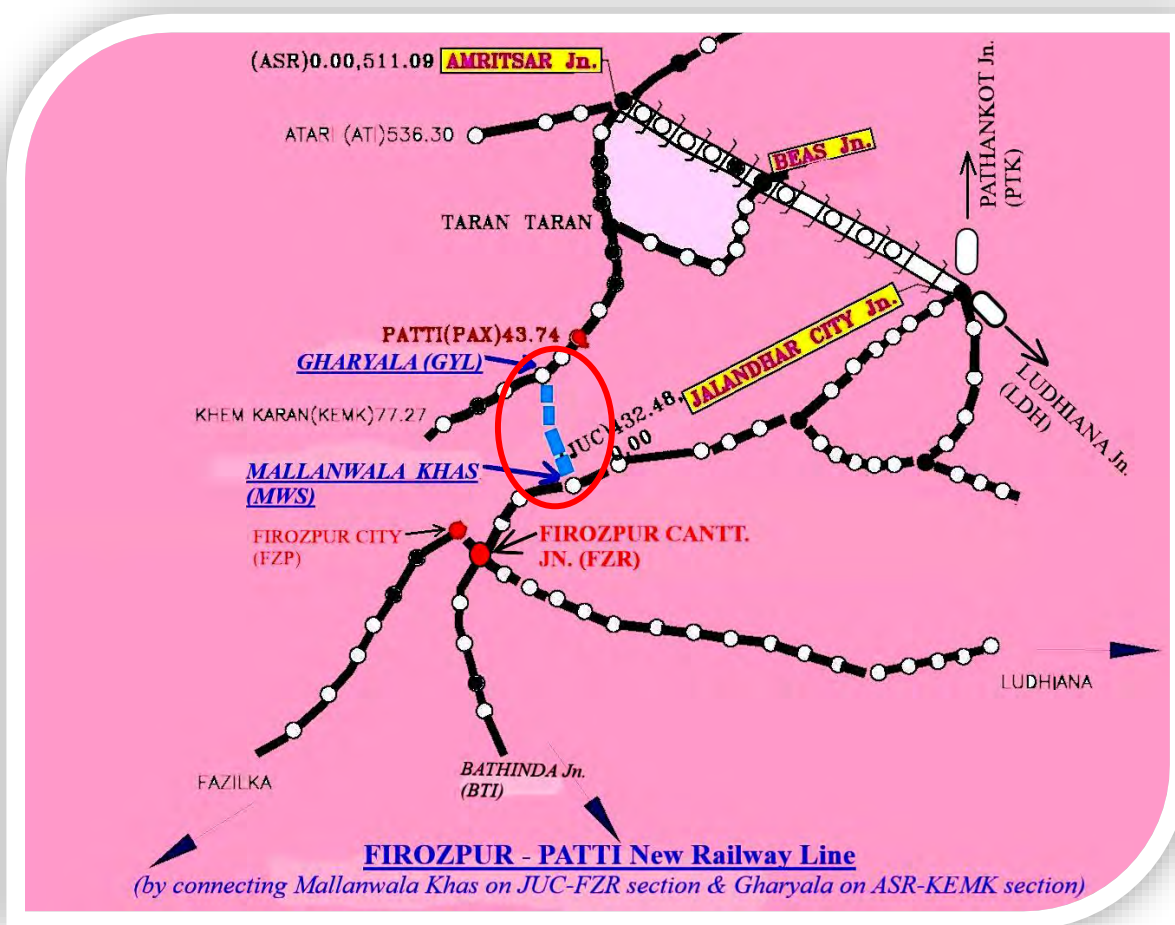 (ASR)0.00,511.09 AMRITSAR Jn.
ATARI (ATI)536.30
BEAS Jn.
PATHANKOT Jn.
(PTK)
TARAN TARAN
PATTI(PAX)43.74
GHARYALA (GYL)
JALANDHAR CITY Jn.
JUC)432.48,
0.00
LUDHIANA Jn.
(LDH)
KHEM KARAN(KEMK)77.27
MALLANWALA KHAS
(MWS)
FIROZPUR CITY
(FZP)
FIROZPUR CANTT.
JN. (FZR)
LUDHIANA
FAZILKA
BATHINDA Jn.
(BTI)
FIROZPUR - PATTI New Railway Line
(by connecting Mallanwala Khas on JUC-FZR section & Gharyala on ASR-KEMK section)